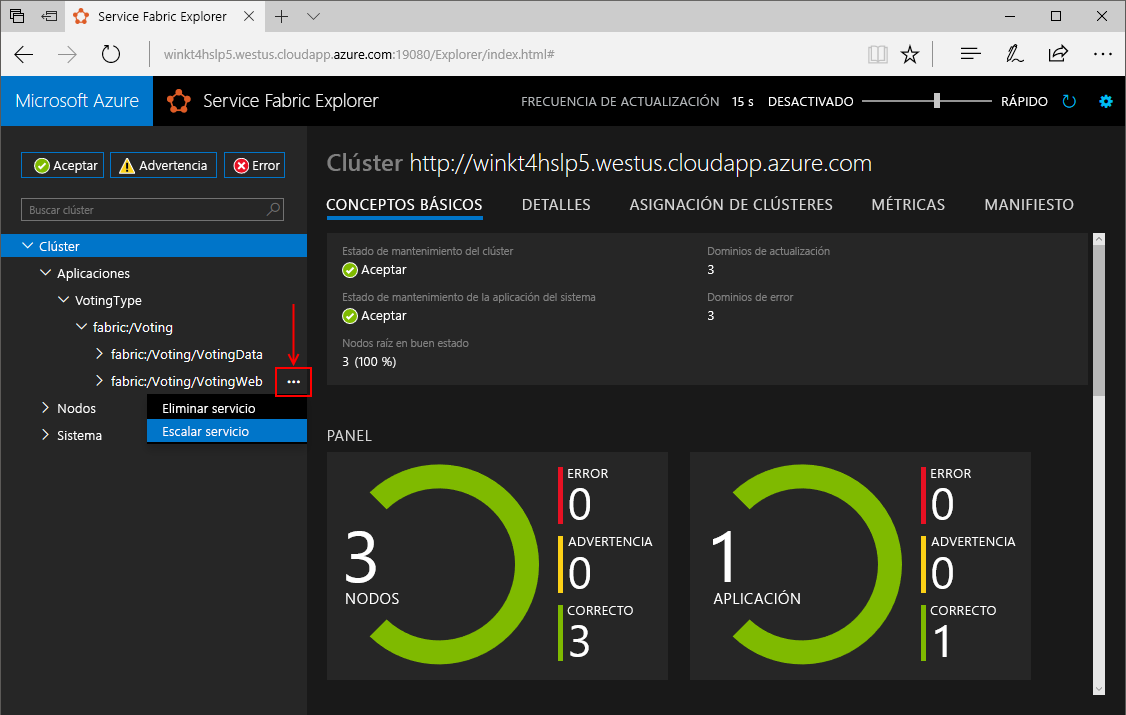 Service Fabric Explorer
winkt4hslp5.westus.cloudapp.azure.com:19080/Explorer/index.html#
Microsoft Azure
Service Fabric Explorer
FRECUENCIA DE ACTUALIZACIÓN 15 s DESACTIVADO RÁPIDO
Aceptar Advertencia Error
Buscar clúster
Clúster
Aplicaciones
VotingType
fabric:/Voting
fabric:/Voting/VotingData
fabric:/Voting/VotingWeb
Eliminar servicio
Escalar servicio
Nodos
Sistema
Clúster http://winkt4hslp5.westus.cloudapp.azure.com
CONCEPTOS BÁSICOS DETALLES ASIGNACIÓN DE CLÚSTERES MÉTRICAS MANIFIESTO
Estado de mantenimiento del clúster
Aceptar
Estado de mantenimiento de la aplicación del sistema
Aceptar
Nodos raíz en buen estado
3 (100 %)
Dominios de actualización
3
Dominios de error
3
PANEL
3
NODOS
ERROR
0
ADVERTENCIA
0
CORRECTO
3
1
APLICACIÓN
ERROR
0
ADVERTENCIA
0
CORRECTO
1